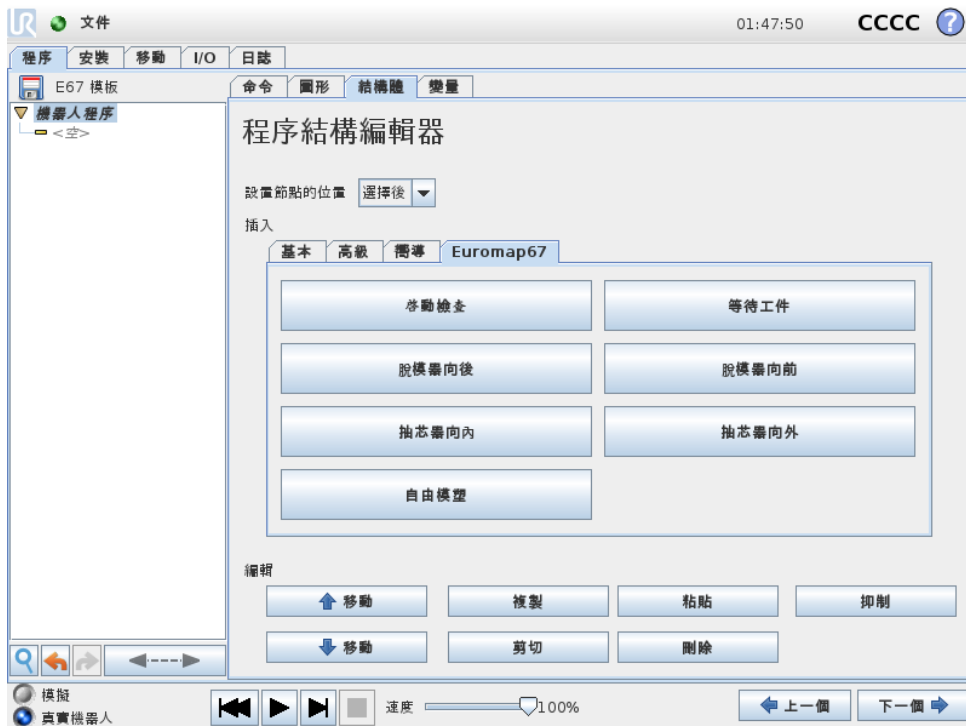 UR 文件 01:47:50 CCCC ?
程序 安裝 移動 I/O 日誌
E67 模板
命令 圖形 結構體 變量
機器人程序
<空>
程序結構編輯器
設置節點的位置 選擇後
插入
基本 高級 嚮導 Euromap67
啓動檢查 等待工件
脫模器向後 脫模器向前
抽芯器向內 抽芯器向外
自由模塑
編輯
移動 複製 粘貼 抑制
移動 剪切 刪除
模擬
真實機器人
速度 100%
上一個 下一個